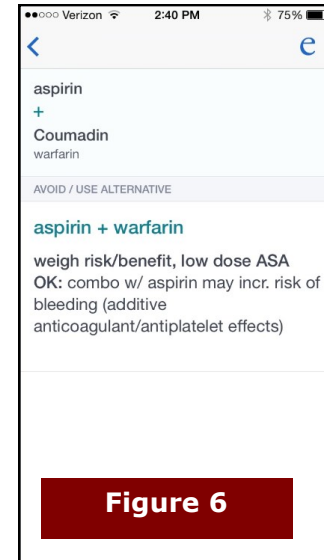 ●●○○○ Verizon 2:40 PM 75%
e
aspirin
+
Coumadin
warfarin
AVOID / USE ALTERNATIVE
aspirin + warfarin
weigh risk/benefit, low dose ASA
OK: combo w/ aspirin may incr. risk of
bleeding (additive
anticoagulant/antiplatelet effects)
Figure 6